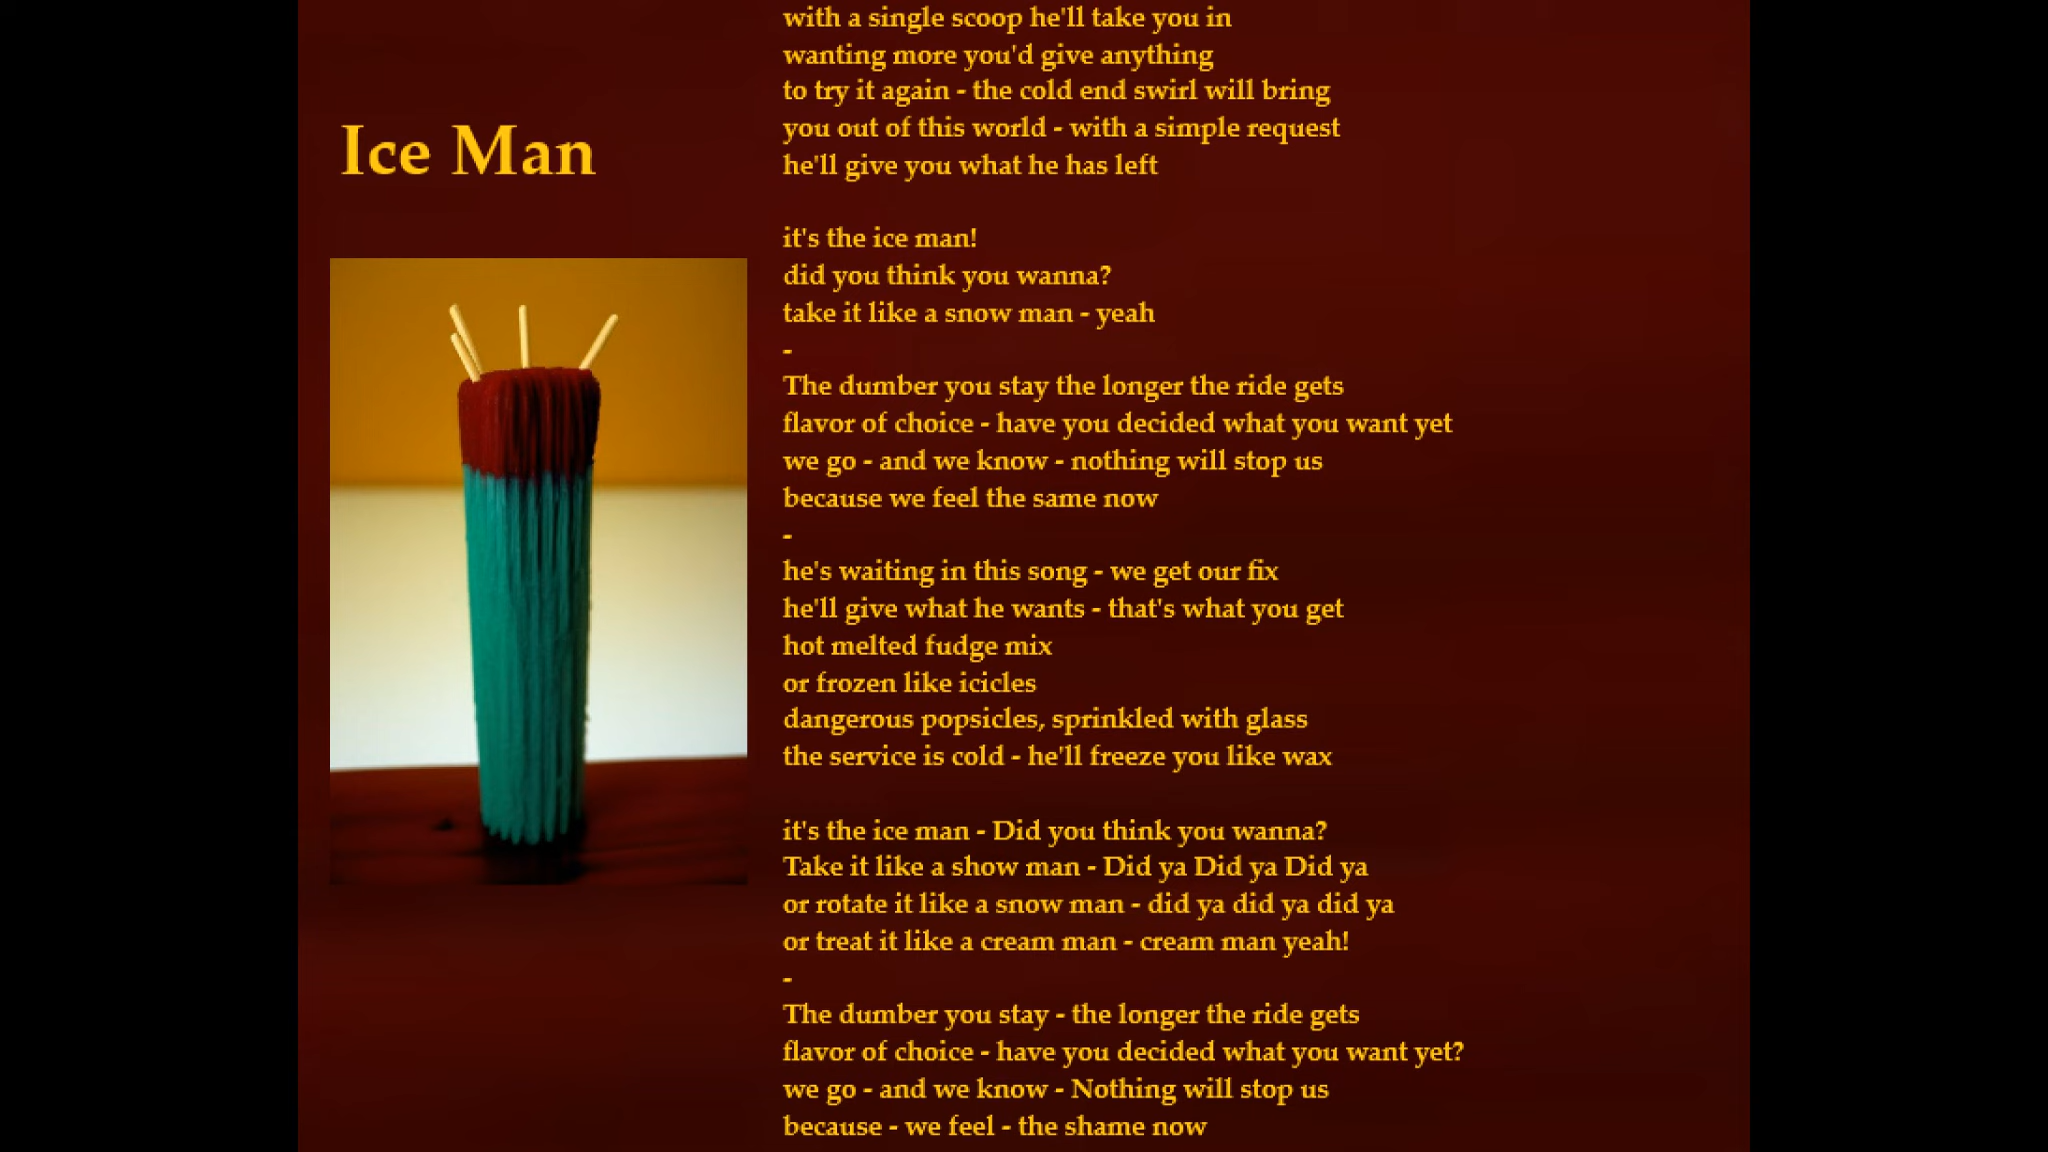 Ice Man
with a single scoop he'll take you in
wanting more you'd give anything
to try it again - the cold end swirl will bring
you out of this world - with a simple request
he'll give you what he has left
it's the ice man!
did you think you wanna?
take it like a snow man - yeah
-
The dumber you stay the longer the ride gets
flavor of choice - have you decided what you want yet
we go - and we know - nothing will stop us
because we feel the same now
-
he's waiting in this song - we get our fix
he'll give what he wants - that's what you get
hot melted fudge mix
or frozen like icicles
dangerous popsicles, sprinkled with glass
the service is cold - he'll freeze you like wax
it's the ice man - Did you think you wanna?
Take it like a show man - Did ya Did ya Did ya
or rotate it like a snow man - did ya did ya did ya
or treat it like a cream man - cream man yeah!
-
The dumber you stay - the longer the ride gets
flavor of choice - have you decided what you want yet?
we go - and we know - Nothing will stop us
because - we feel - the shame now